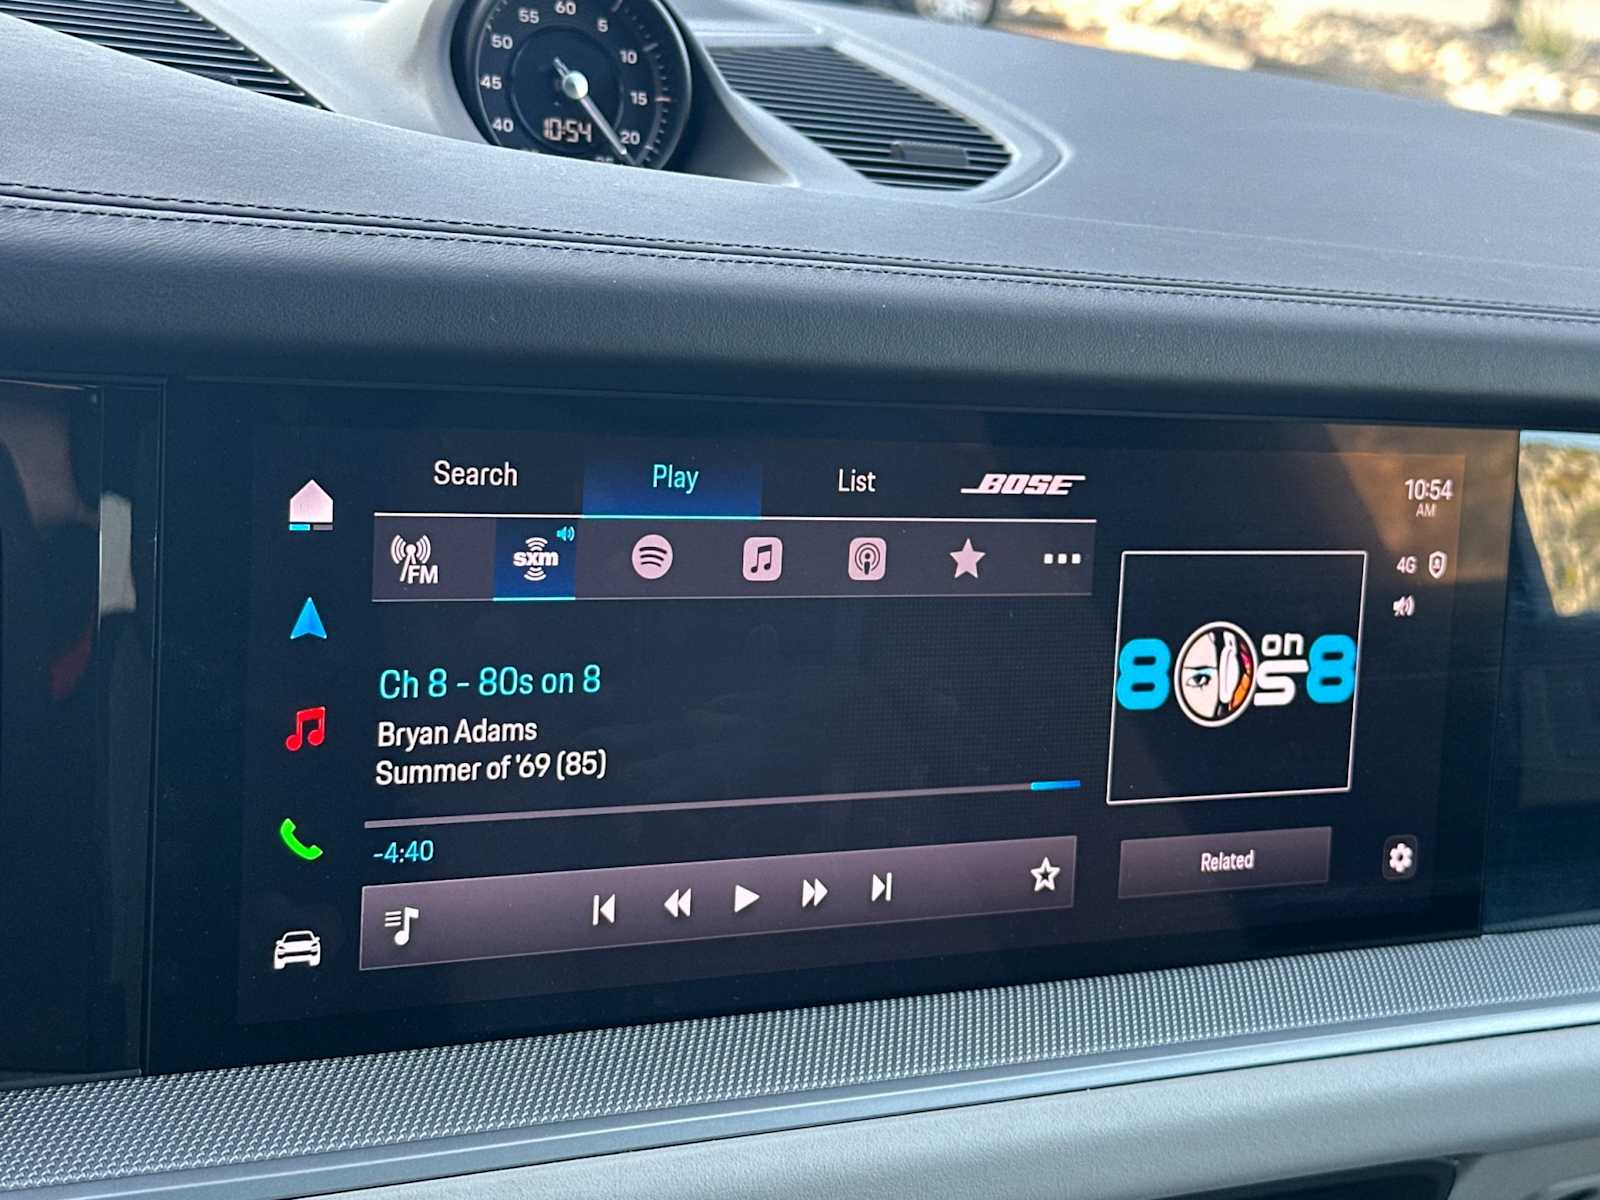 60
55
5
50
10
45
15
40
20
10:54
Search Play List BOSE
10:54
AM
FM
sxm
4G
Ch 8 - 80s on 8
Bryan Adams
Summer of '69 (85)
80s on 8
-4:40
Related